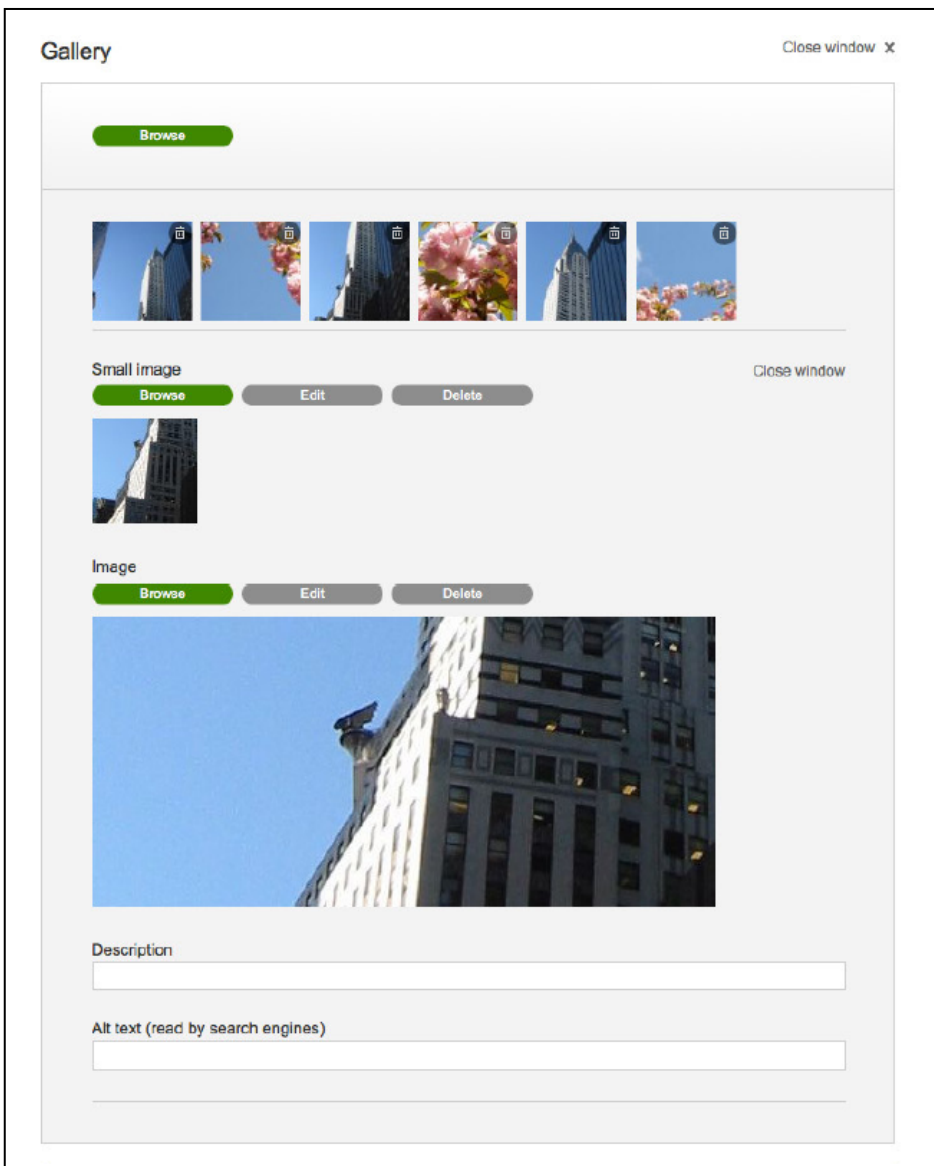 Gallery
Close window X
Browse
Small image
Close window
Browse Edit Delete
Image
Browse Edit Delete
Description
Alt text (read by search engines)